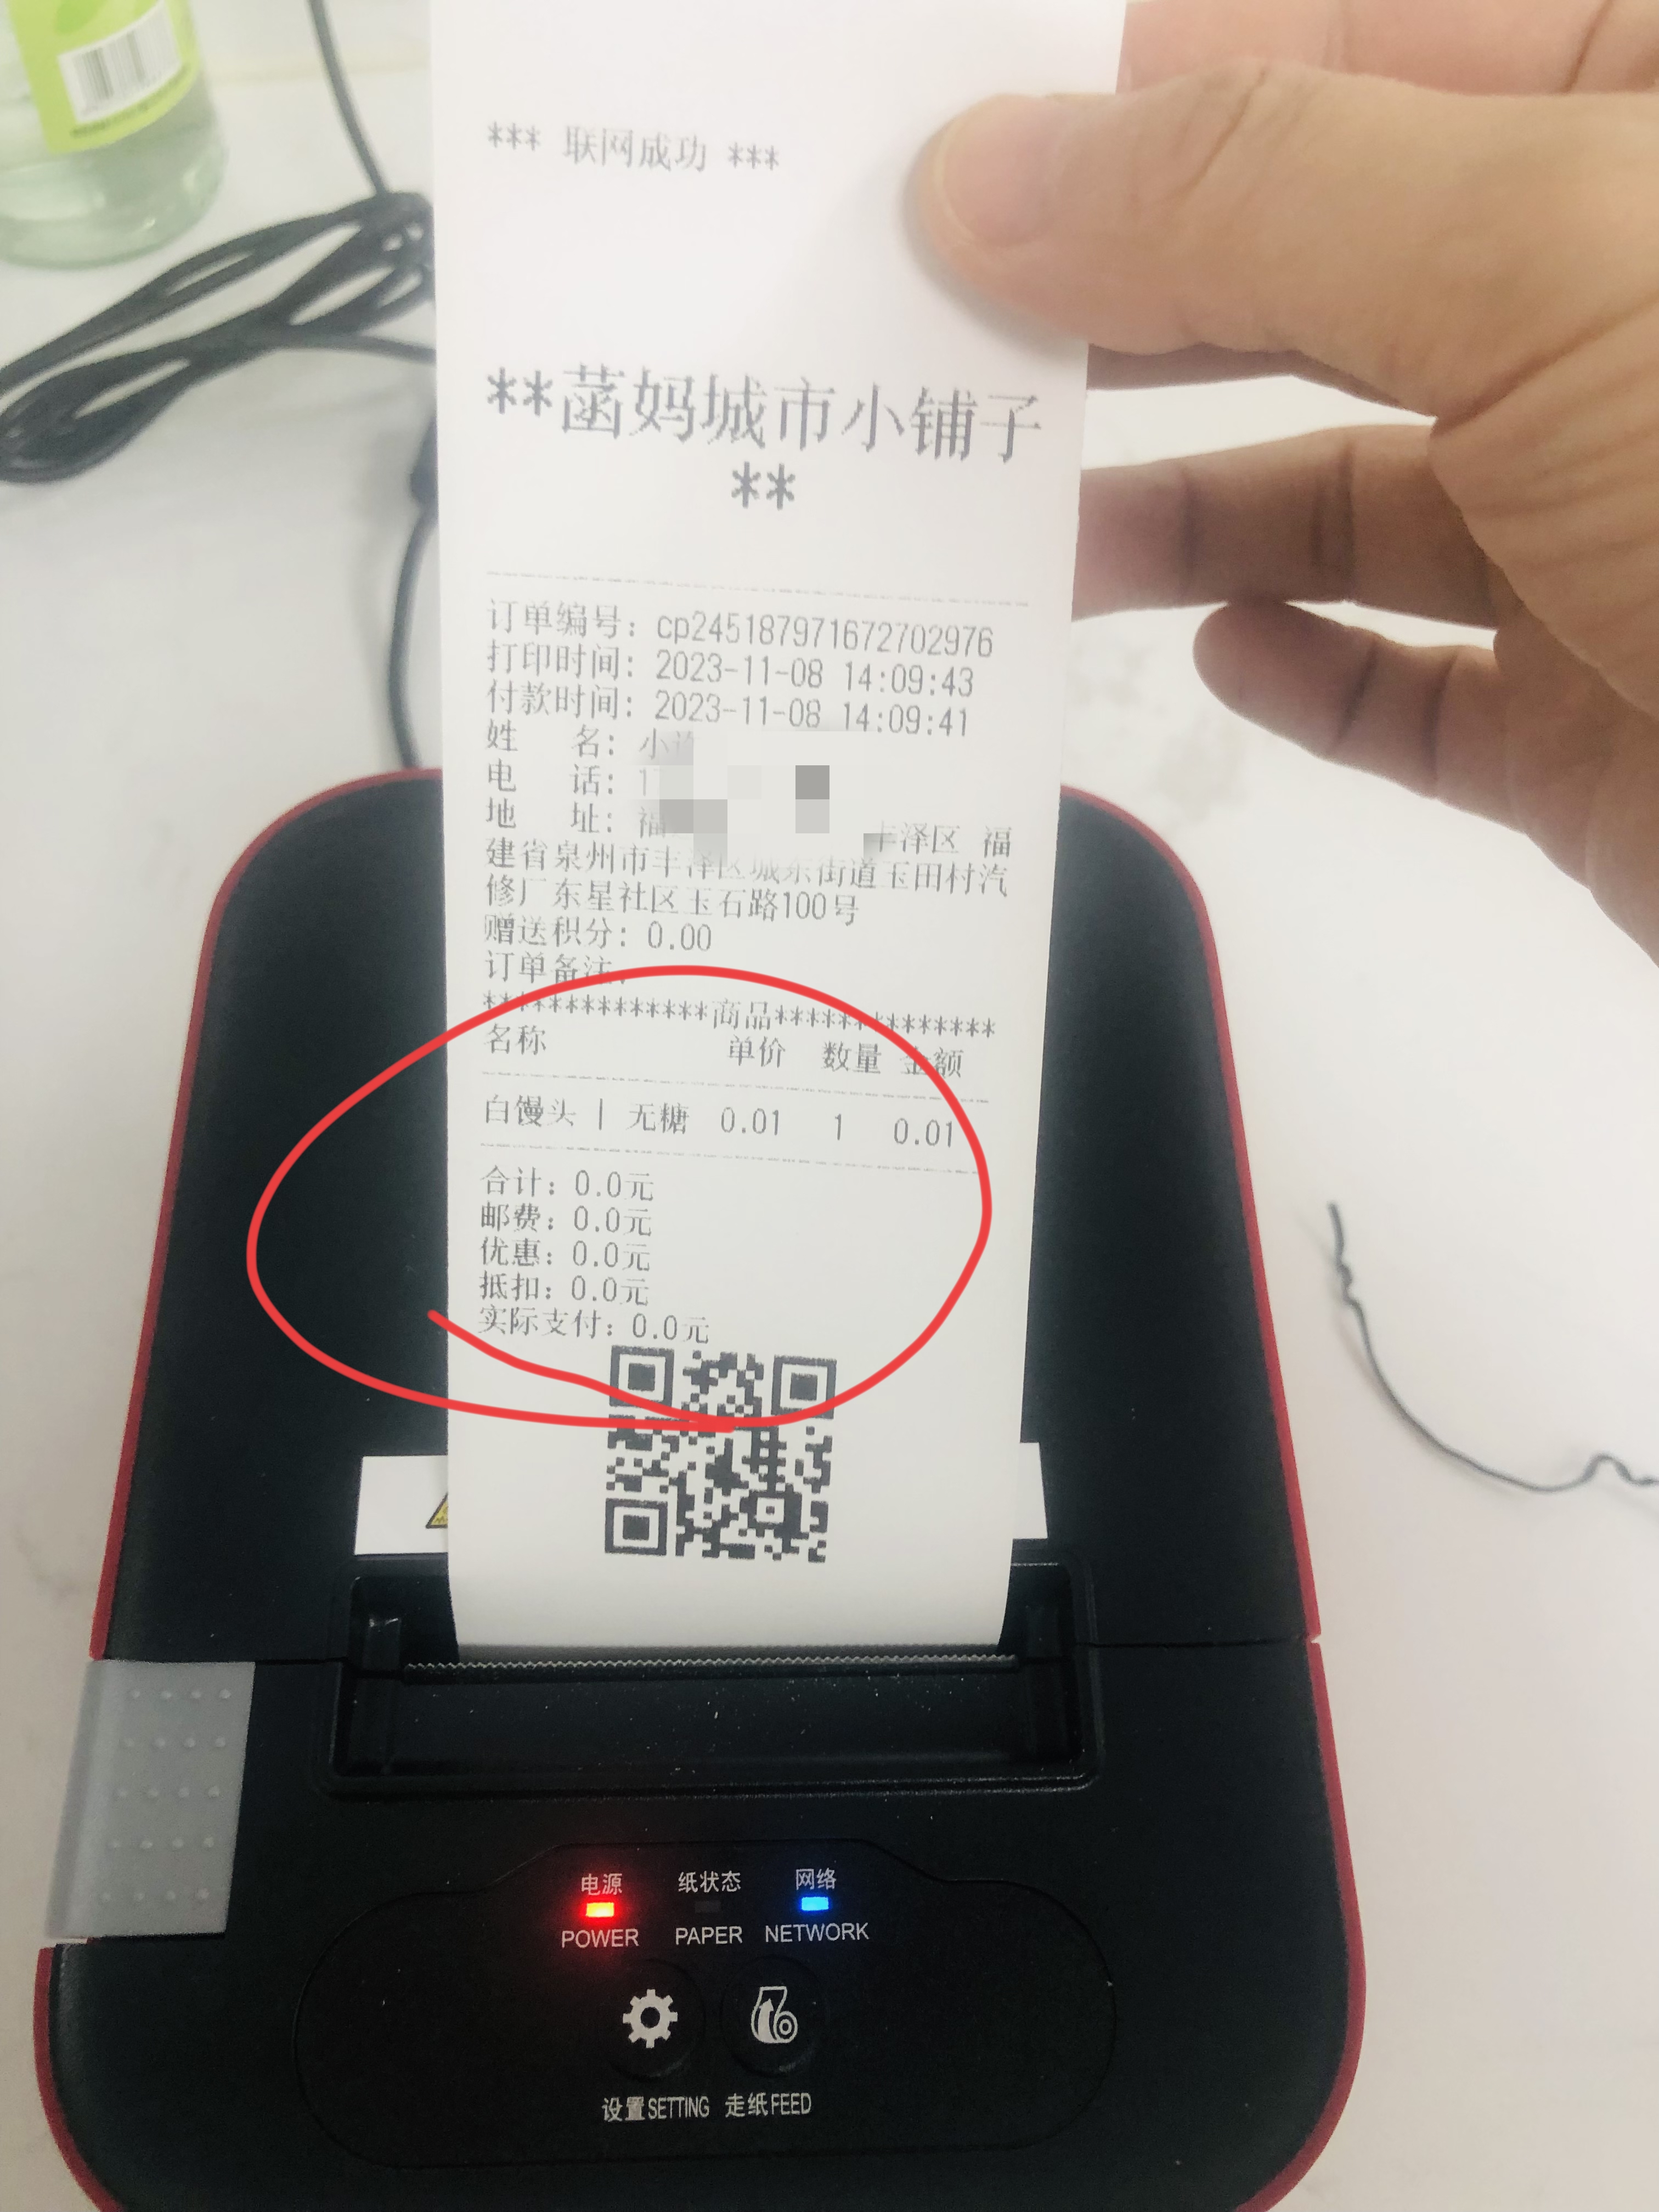 *** 联网成功 ***
**菡妈城市小铺子
**
订单编号: cp245187971672702976
打印时间: 2023-11-08 14:09:43
付款时间: 2023-11-08 14:09:41
姓 名: 小
电 话: 1
地 址: 福 丰泽区 福
建省泉州市丰泽区城东街道玉田村汽
修厂东星社区玉石路100号
赠送积分: 0.00
订单备注:
**************商品**************
名称 单价 数量 金额
白馒头 | 无糖 0.01 1 0.01
合计: 0.0元
邮费: 0.0元
优惠: 0.0元
抵扣: 0.0元
实际支付: 0.0元
电源 纸状态 网络
POWER PAPER NETWORK
设置SETTING 走纸FEED